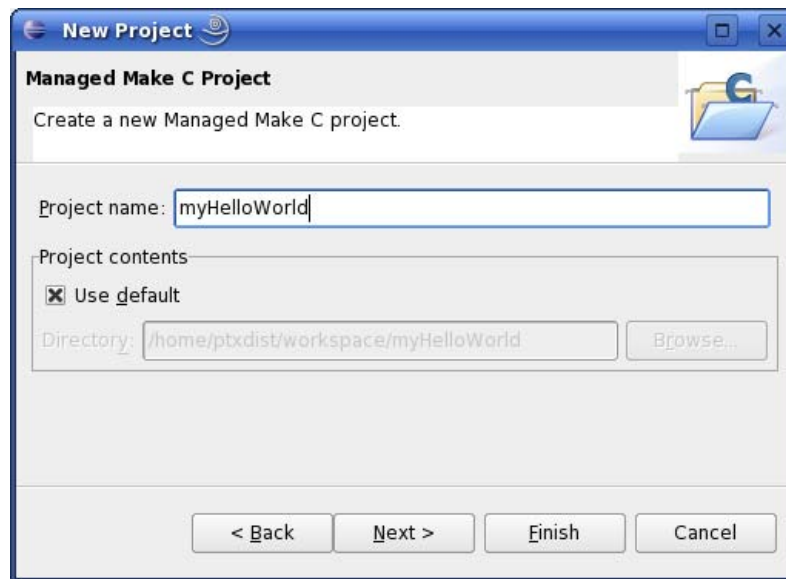 New Project
Managed Make C Project
Create a new Managed Make C project.
Project name: myHelloWorld
Project contents
Use default
Directory: /home/ptxdist/workspace/myHelloWorld Browse...
< Back Next > Finish Cancel